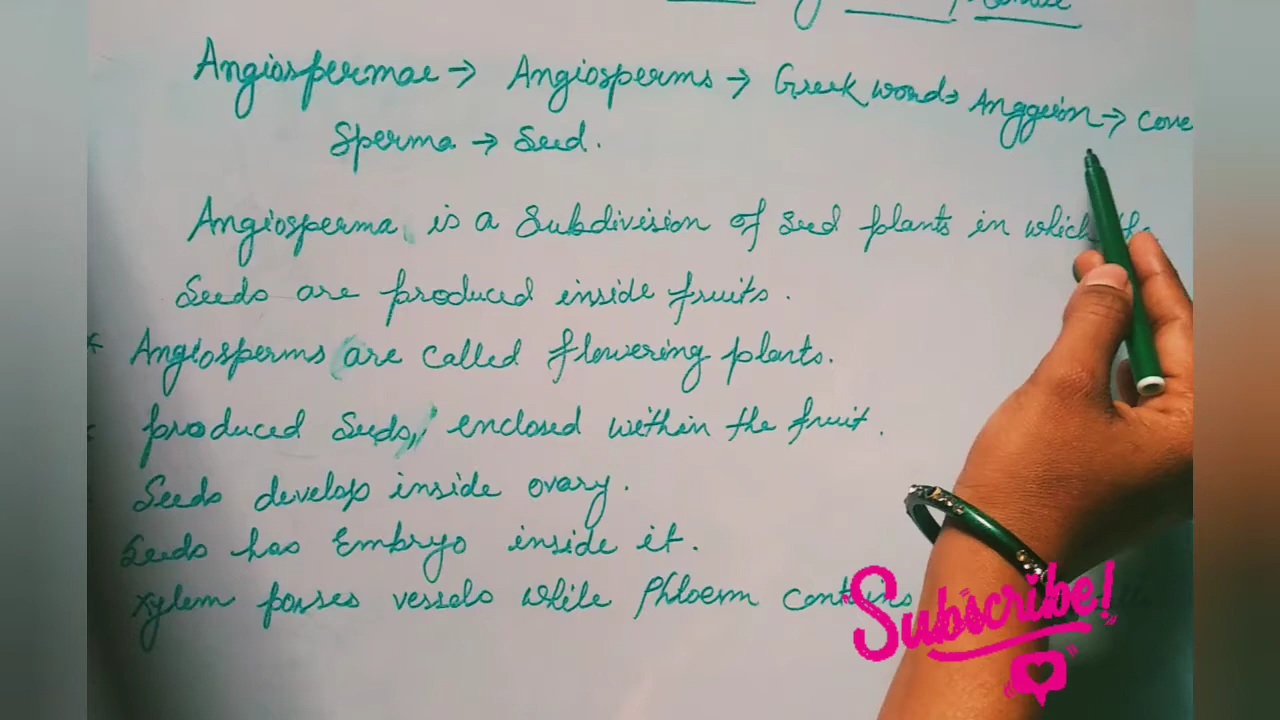 Angiospermae → Angiosperms → Greek words Anggeion → cove
Sperma → Seed.
Angiosperma is a Subdivision of Seed plants in which the
Seeds are produced inside fruits.
* Angiosperms are called flowering plants.
produced Seeds, enclosed within the fruit.
Seeds develop inside ovary.
Seeds has Embryo inside it.
Xylem posses vessels while Phloem contains
Subscribe!